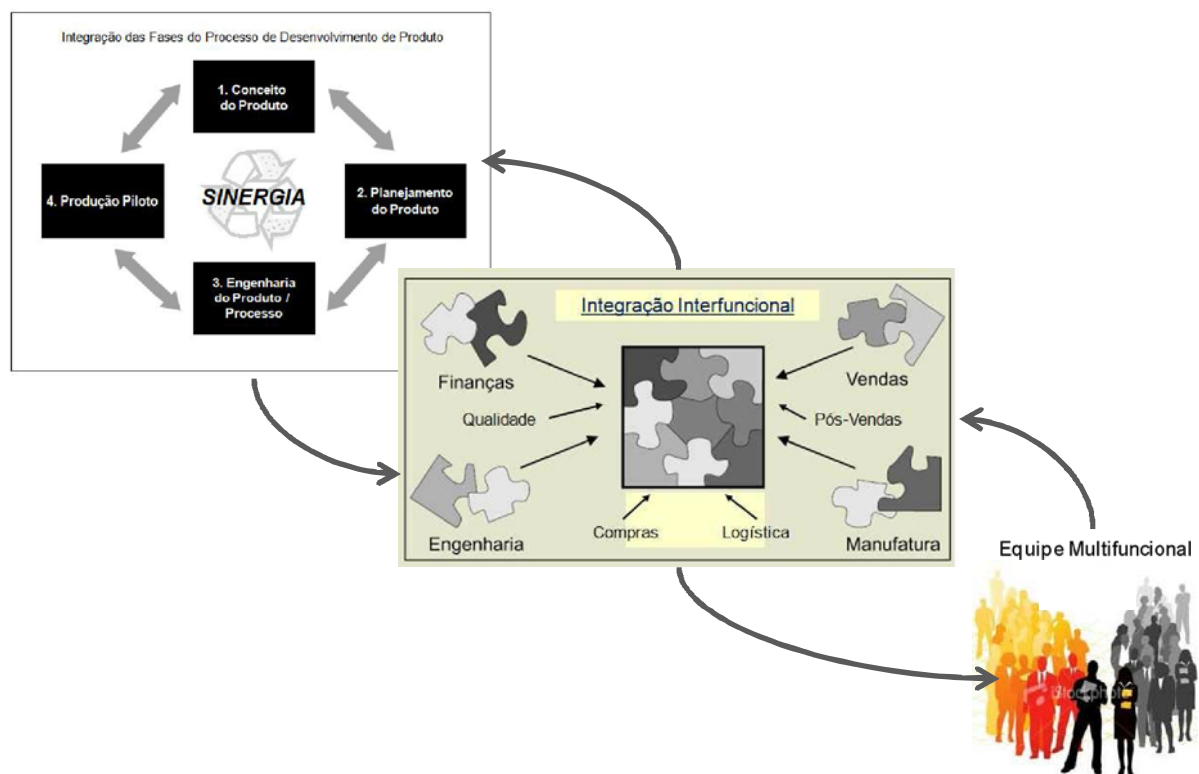 Integração das Fases do Processo de Desenvolvimento de Produto
1. Conceito
do Produto
4. Produção Piloto
SINERGIA
2. Planejamento
do Produto
3. Engenharia
do Produto /
Processo
Integração Interfuncional
Finanças
Vendas
Qualidade
Pós-Vendas
Compras
Logística
Engenharia
Manufatura
Equipe Multifuncional
iStockphoto